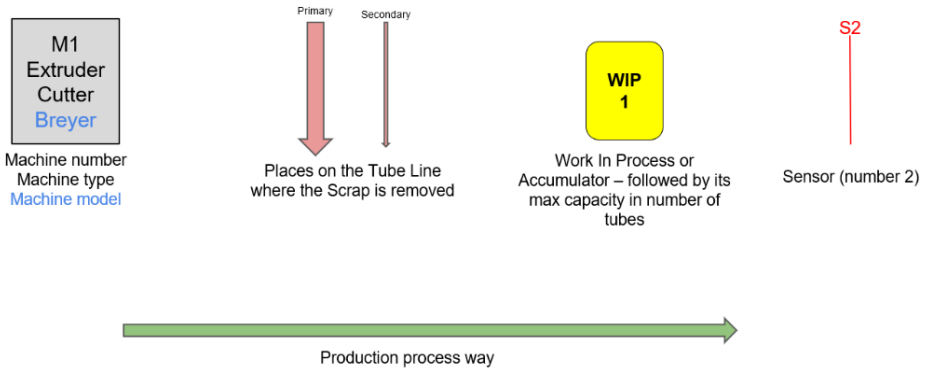 M1
Extruder
Cutter
Breyer
Machine number
Machine type
Machine model
Primary
Secondary
Places on the Tube Line
where the Scrap is removed
WIP
1
Work In Process or
Accumulator – followed by its
max capacity in number of
tubes
S2
Sensor (number 2)
Production process way